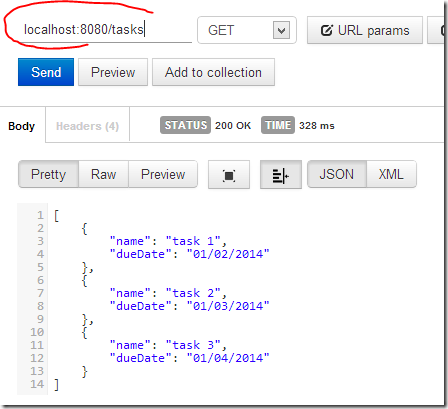 localhost:8080/tasks GET URL params
Send Preview Add to collection
Body Headers (4) STATUS 200 OK TIME 328 ms
Pretty Raw Preview JSON XML
1 [
2 {
3 "name": "task 1",
4 "dueDate": "01/02/2014"
5 },
6 {
7 "name": "task 2",
8 "dueDate": "01/03/2014"
9 },
10 {
11 "name": "task 3",
12 "dueDate": "01/04/2014"
13 }
14 ]